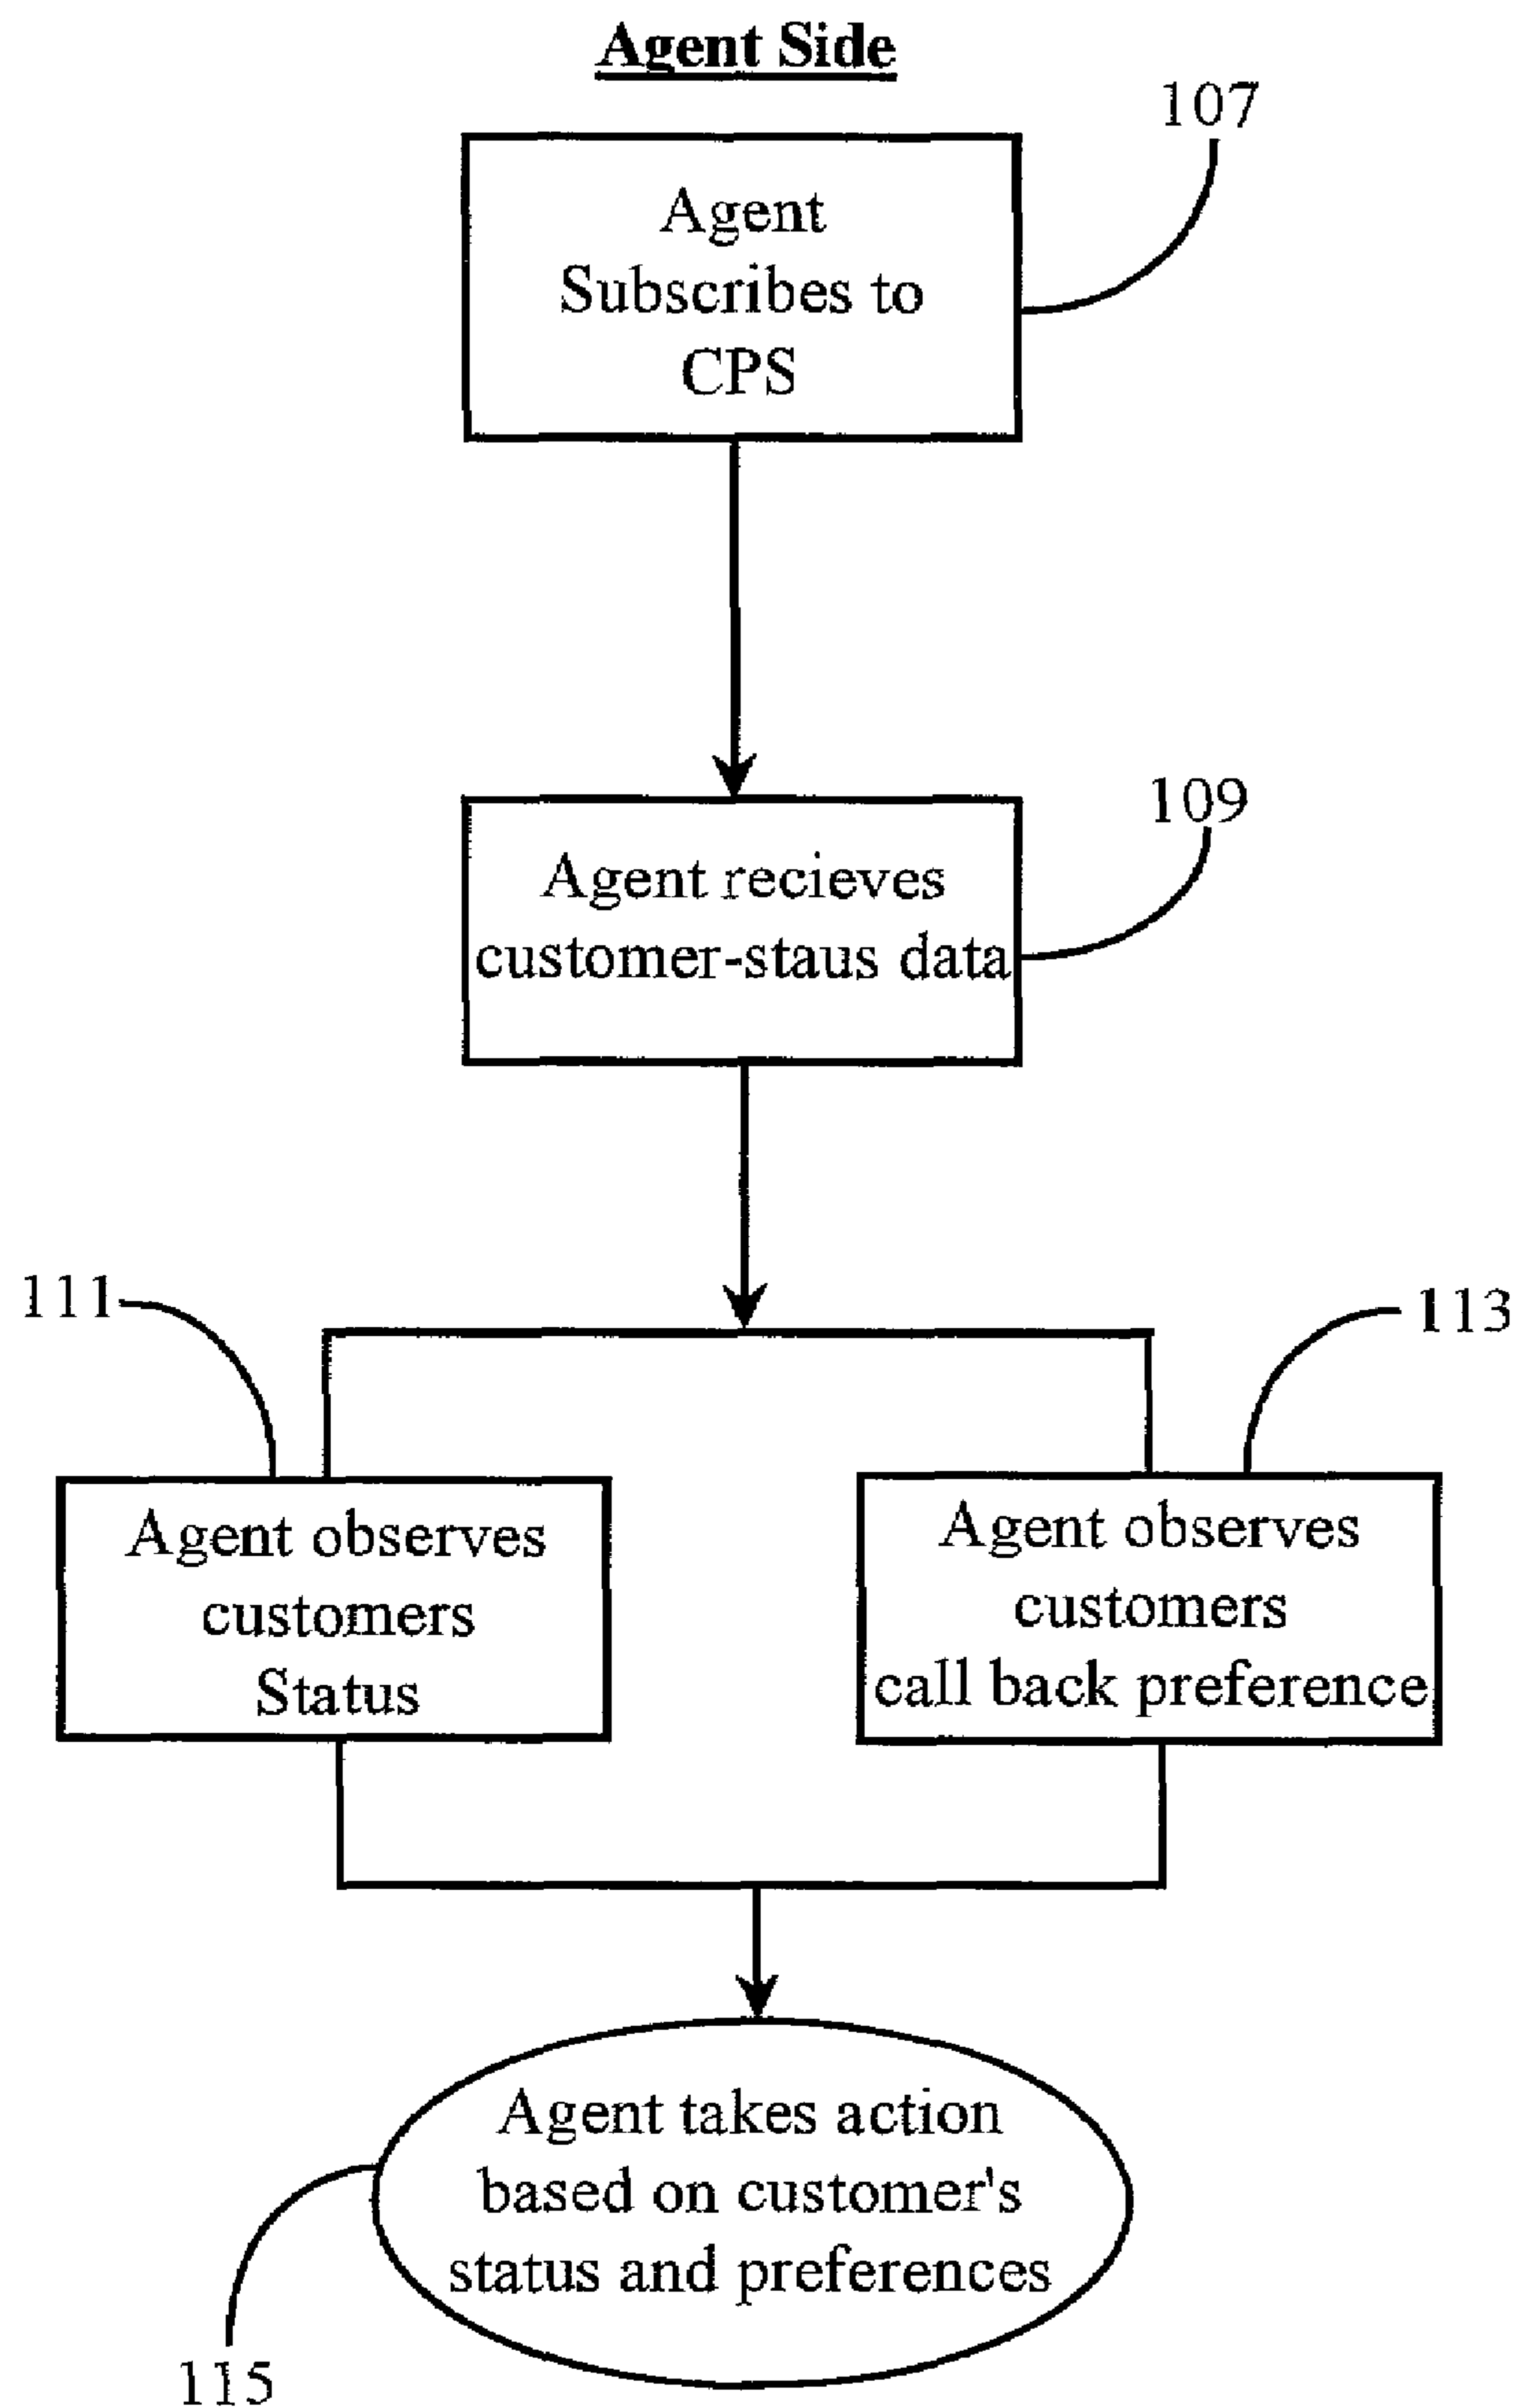 Agent Side
107
Agent
Subscribes to
CPS
109
Agent recieves
customer-staus data
111
113
Agent observes
customers
Status
Agent observes
customers
call back preference
Agent takes action
based on customer's
status and preferences
115